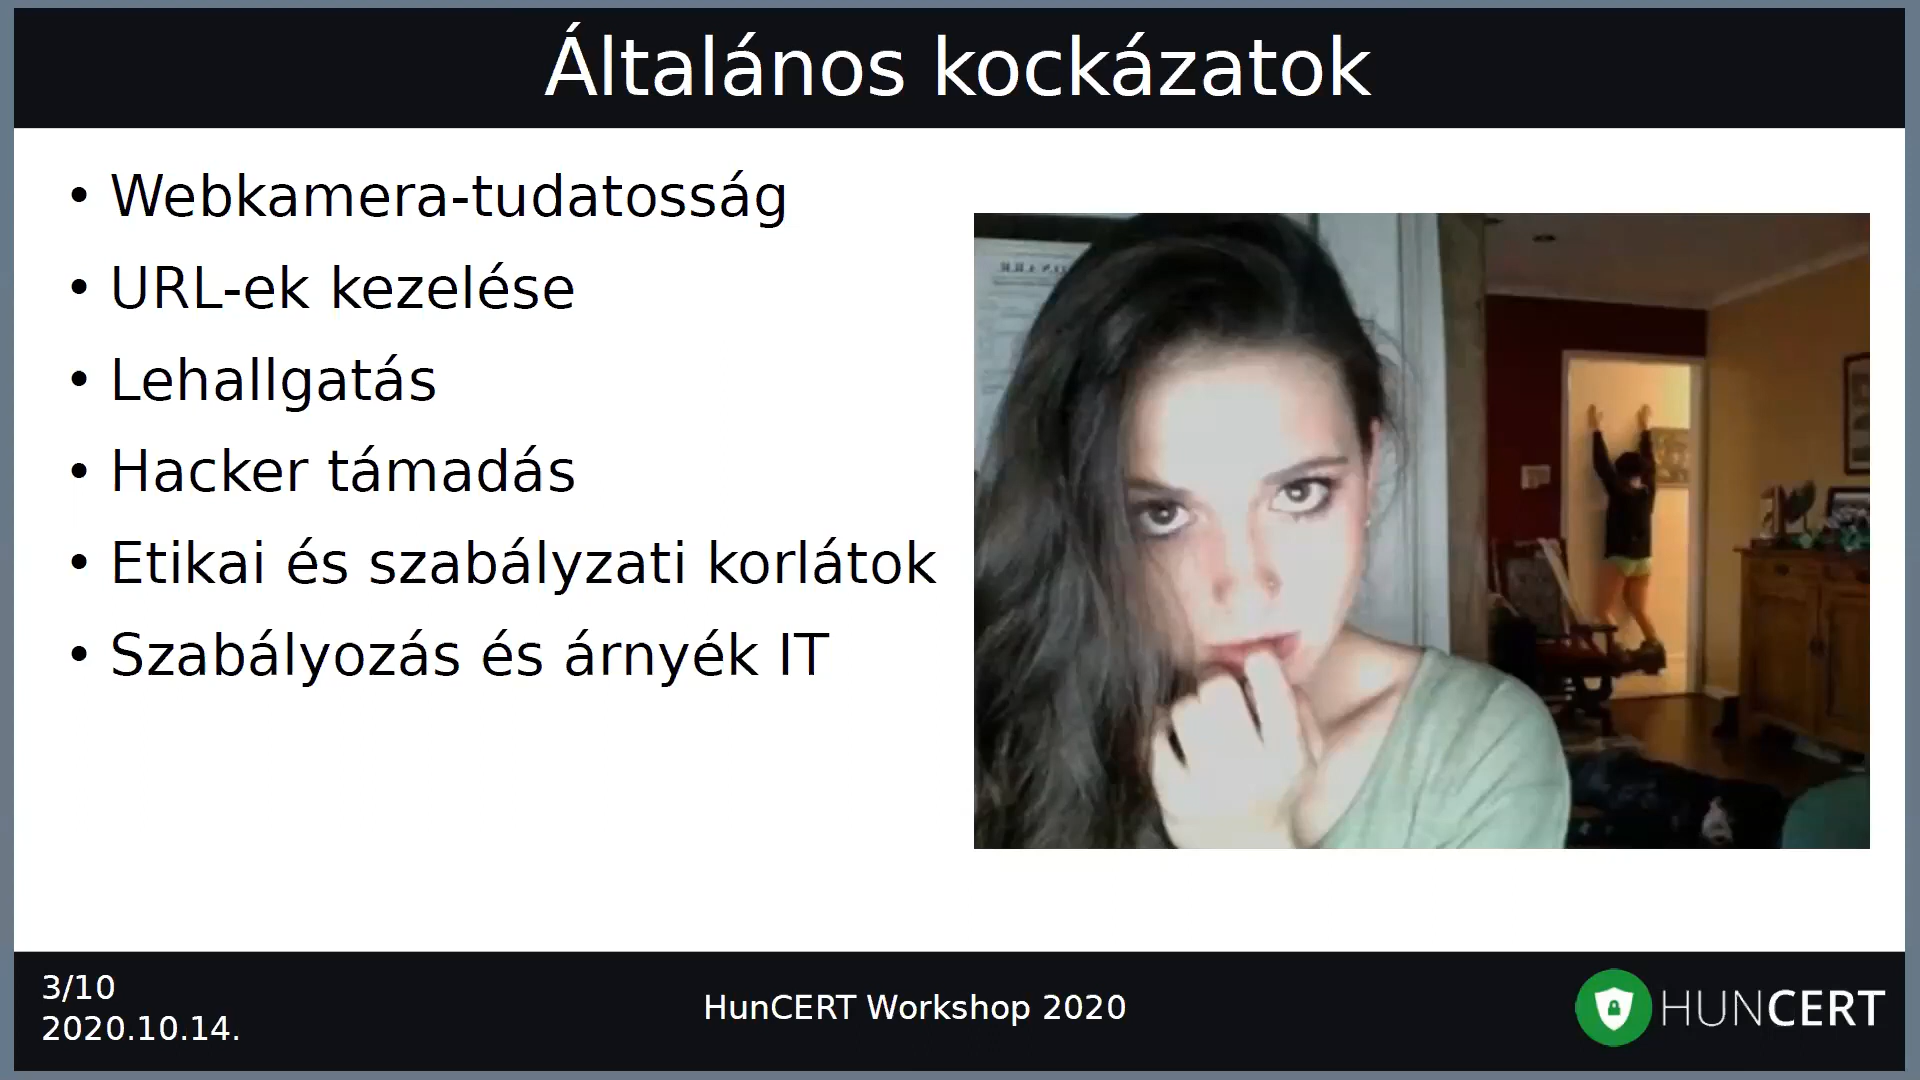 Általános kockázatok
• Webkamera-tudatosság
• URL-ek kezelése
• Lehallgatás
• Hacker támadás
• Etikai és szabályzati korlátok
• Szabályozás és árnyék IT
3/10
2020.10.14.
HunCERT Workshop 2020
HUNCERT